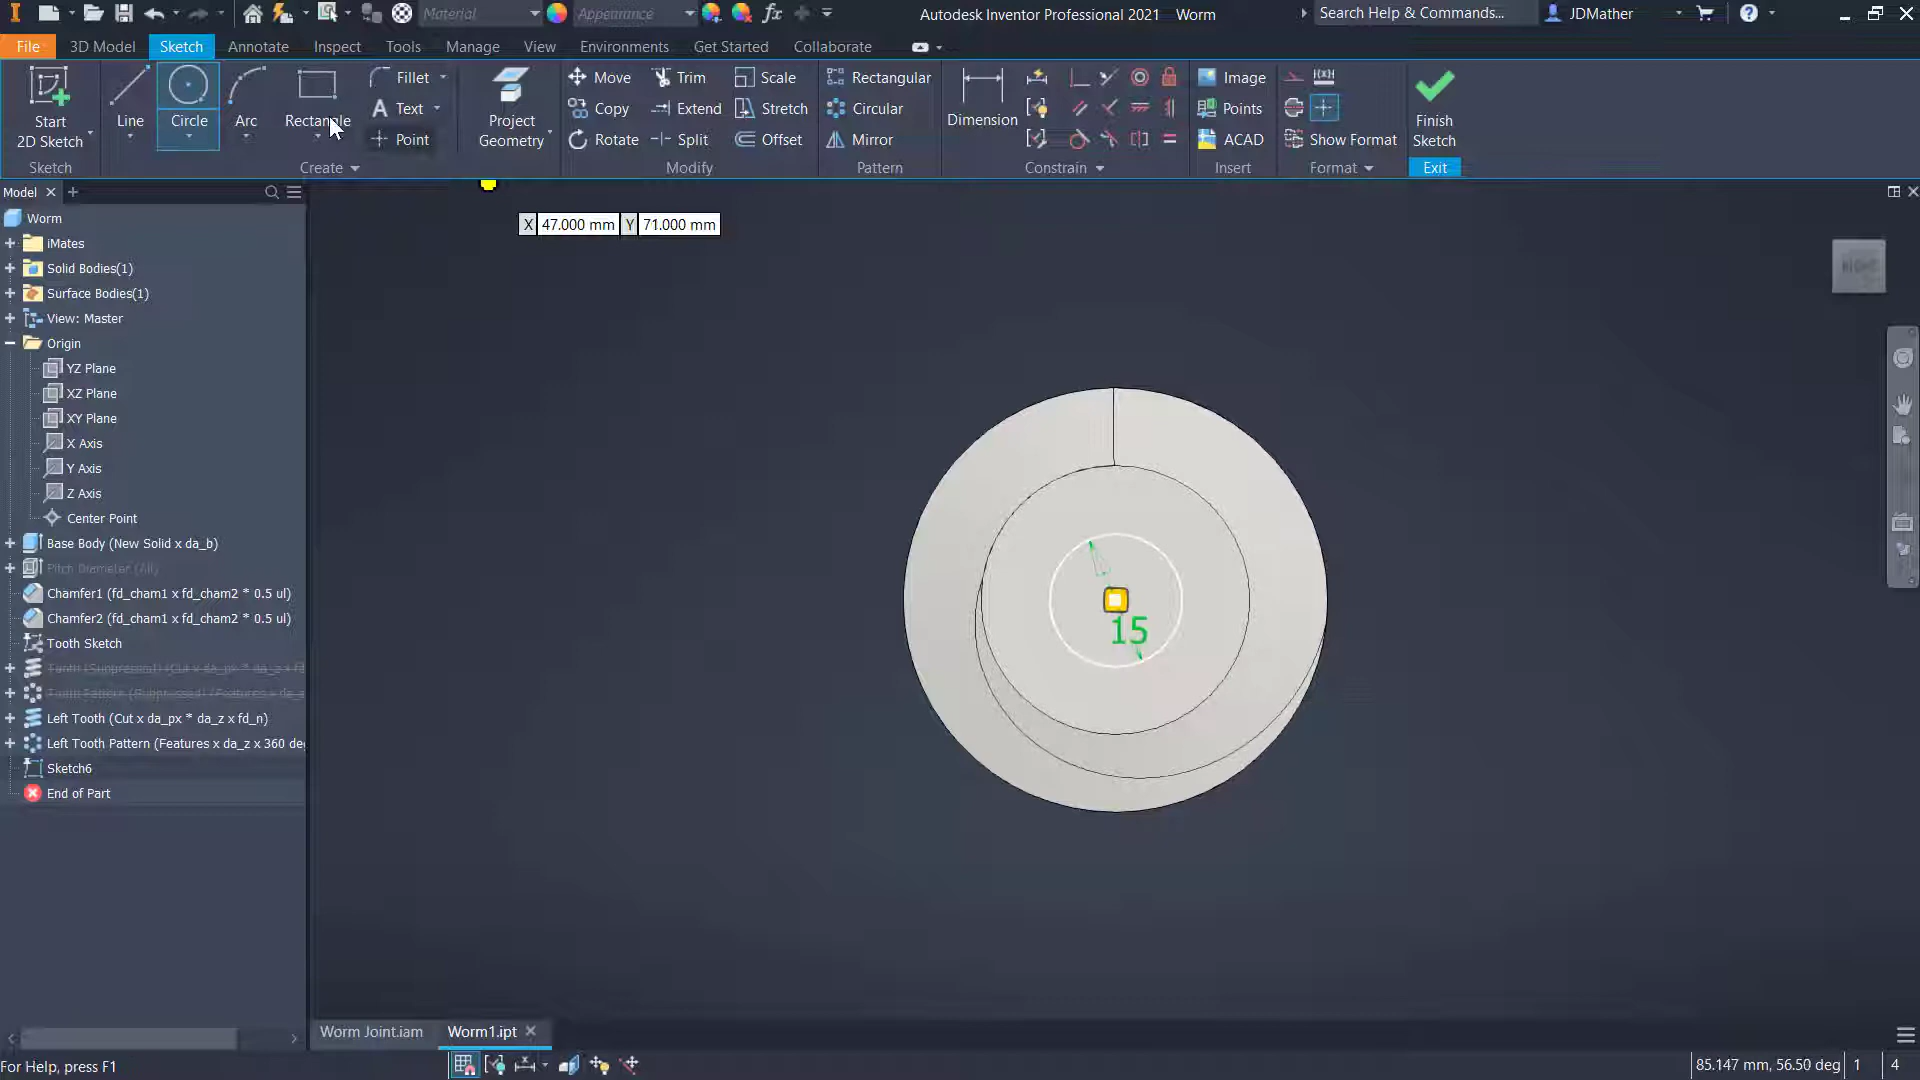 Material
Appearance
Autodesk Inventor Professional 2021 Worm
Search Help & Commands...
JDMather
File
3D Model
Sketch
Annotate
Inspect
Tools
Manage
View
Environments
Get Started
Collaborate
Start
2D Sketch
Line
Circle
Arc
Rectangle
Fillet
Text
Point
Project
Geometry
Move
Copy
Rotate
Trim
Extend
Split
Scale
Stretch
Offset
Rectangular
Circular
Mirror
Dimension
Image
Points
ACAD
Show Format
Finish
Sketch
Sketch
Create
Modify
Pattern
Constrain
Insert
Format
Exit
Model
X 47.000 mm Y 71.000 mm
Worm
iMates
Solid Bodies(1)
Surface Bodies(1)
View: Master
Origin
YZ Plane
XZ Plane
XY Plane
X Axis
Y Axis
Z Axis
Center Point
Base Body (New Solid x da_b)
Pitch Diameter (All)
Chamfer1 (fd_cham1 x fd_cham2 * 0.5 ul)
Chamfer2 (fd_cham1 x fd_cham2 * 0.5 ul)
Tooth Sketch
Left Tooth (Cut x da_px * da_z x fd_n)
Left Tooth Pattern (Features x da_z x 360 de
Sketch6
End of Part
15
Worm Joint.iam
Worm1.ipt
For Help, press F1
85.147 mm, 56.50 deg
1
4